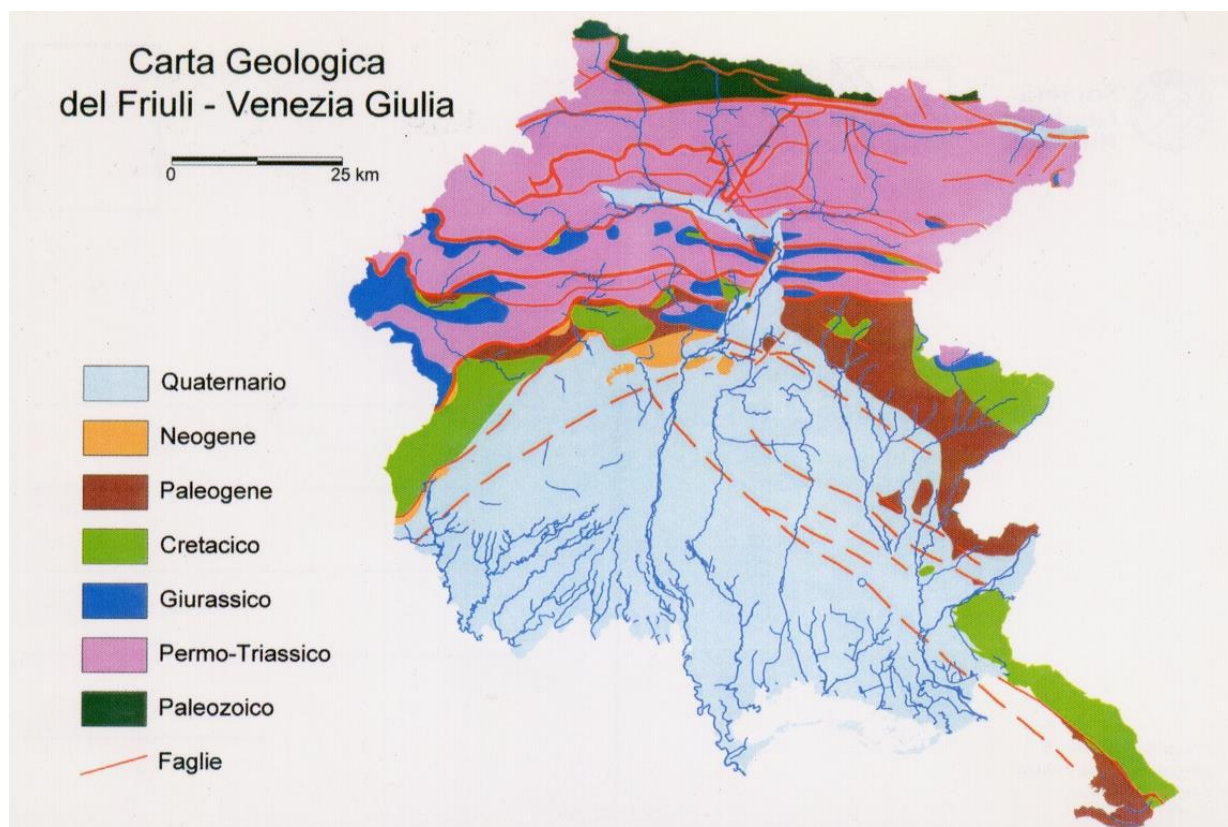 Carta Geologica
del Friuli - Venezia Giulia
0 25 km
Quaternario
Neogene
Paleogene
Cretacico
Giurassico
Permo-Triassico
Paleozoico
Faglie